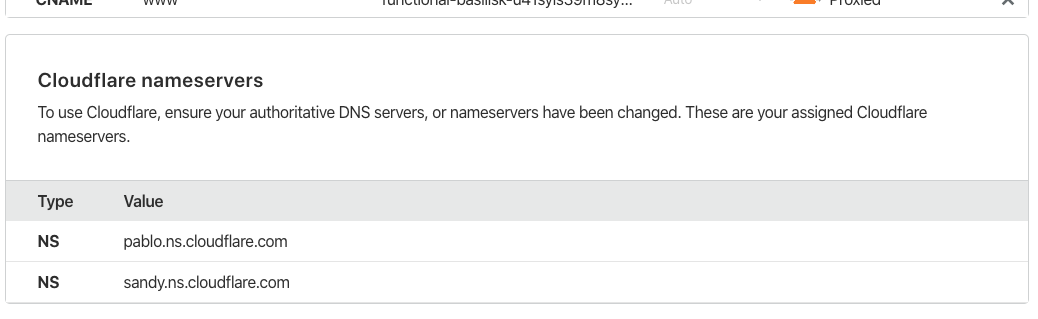 CNAME www functional-basilisk-u41syls39m8sy... Auto Proxied
Cloudflare nameservers
To use Cloudflare, ensure your authoritative DNS servers, or nameservers have been changed. These are your assigned Cloudflare
nameservers.
Type Value
NS pablo.ns.cloudflare.com
NS sandy.ns.cloudflare.com